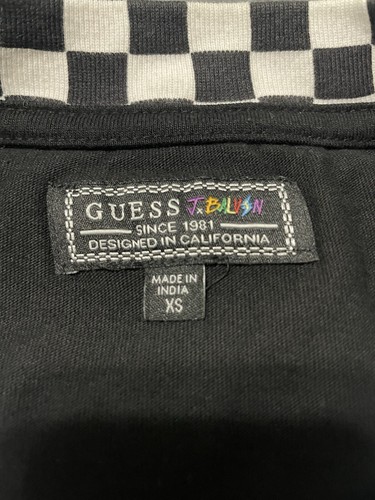 GUESS J.BALVIN
SINCE 1981
DESIGNED IN CALIFORNIA
MADE IN
INDIA
XS